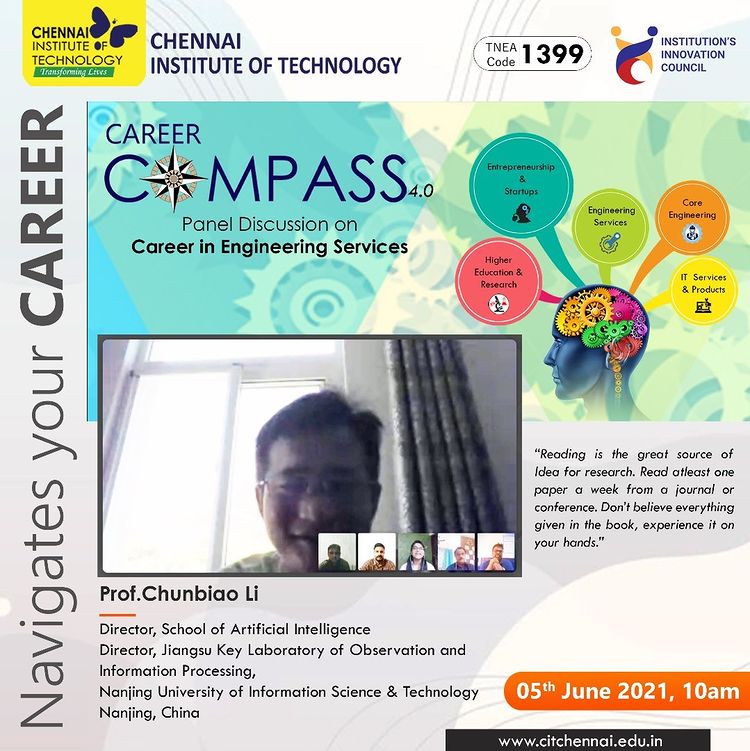 CHENNAI
INSTITUTE OF
TECHNOLOGY
Transforming Lives
CHENNAI
INSTITUTE OF TECHNOLOGY
TNEA
Code 1399
INSTITUTION'S
INNOVATION
COUNCIL
Navigates your CAREER
CAREER
COMPASS 4.0
Panel Discussion on
Career in Engineering Services
Entrepreneurship
&
Startups
Engineering
Services
Core
Engineering
Higher
Education &
Research
IT Services
& Products
“Reading is the great source of
Idea for research. Read atleast one
paper a week from a journal or
conference. Don't believe everything
given in the book, experience it on
your hands.”
Prof.Chunbiao Li
Director, School of Artificial Intelligence
Director, Jiangsu Key Laboratory of Observation and
Information Processing,
Nanjing University of Information Science & Technology
Nanjing, China
05th June 2021, 10am
www.citchennai.edu.in